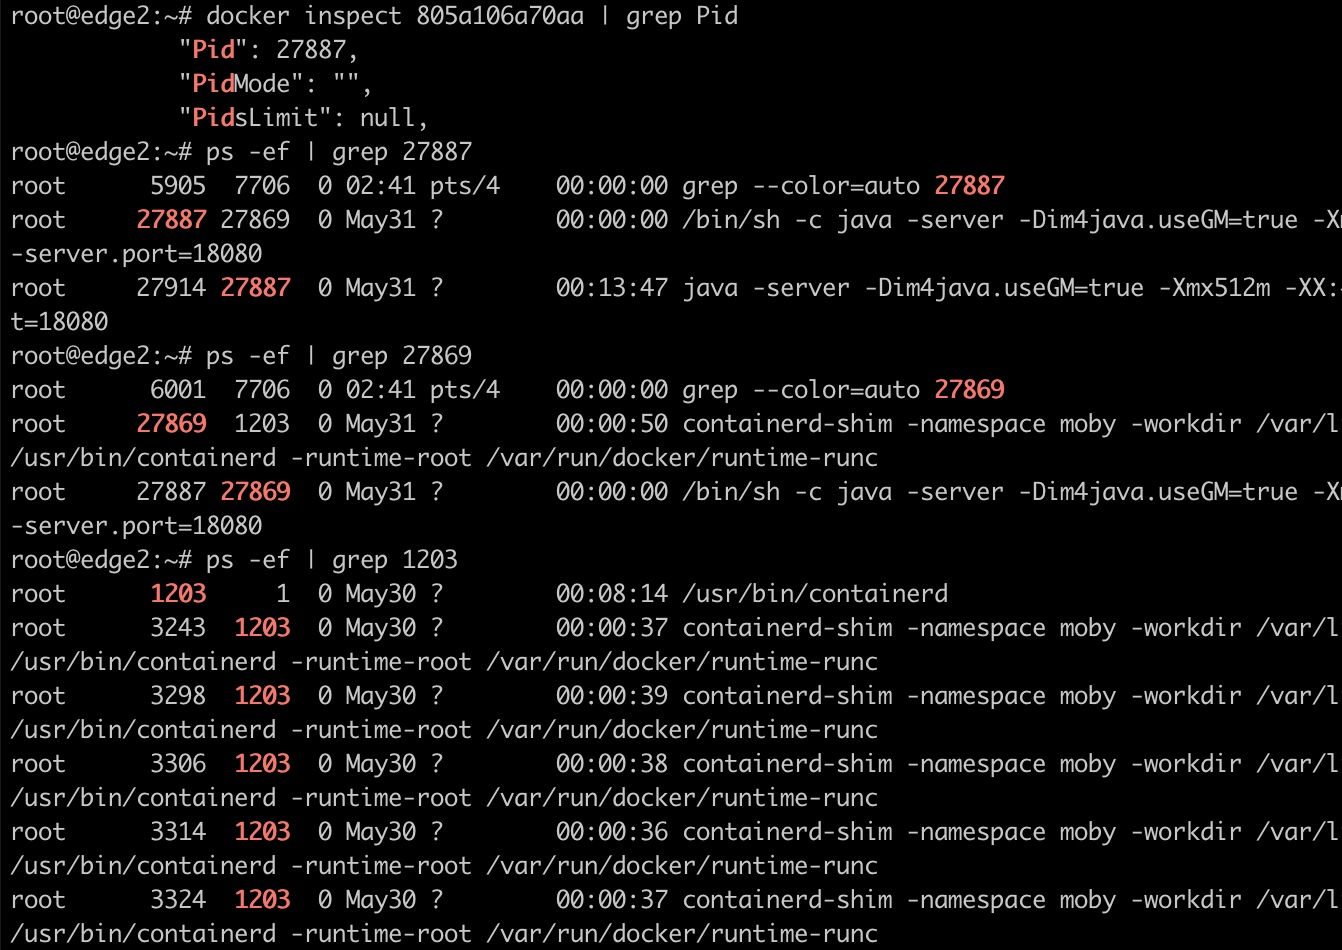 root@edge2:~# docker inspect 805a106a70aa | grep Pid
            "Pid": 27887,
            "PidMode": "",
            "PidsLimit": null,
root@edge2:~# ps -ef | grep 27887
root      5905  7706  0 02:41 pts/4    00:00:00 grep --color=auto 27887
root     27887 27869  0 May31 ?        00:00:00 /bin/sh -c java -server -Dim4java.useGM=true
-server.port=18080
root     27914 27887  0 May31 ?        00:13:47 java -server -Dim4java.useGM=true -Xmx512m -XX:
t=18080
root@edge2:~# ps -ef | grep 27869
root      6001  7706  0 02:41 pts/4    00:00:00 grep --color=auto 27869
root     27869  1203  0 May31 ?        00:00:50 containerd-shim -namespace moby -workdir /var/l
/usr/bin/containerd -runtime-root /var/run/docker/runtime-runc
root     27887 27869  0 May31 ?        00:00:00 /bin/sh -c java -server -Dim4java.useGM=true
-server.port=18080
root@edge2:~# ps -ef | grep 1203
root      1203     1  0 May30 ?        00:08:14 /usr/bin/containerd
root      3243  1203  0 May30 ?        00:00:37 containerd-shim -namespace moby -workdir /var/l
/usr/bin/containerd -runtime-root /var/run/docker/runtime-runc
root      3298  1203  0 May30 ?        00:00:39 containerd-shim -namespace moby -workdir /var/l
/usr/bin/containerd -runtime-root /var/run/docker/runtime-runc
root      3306  1203  0 May30 ?        00:00:38 containerd-shim -namespace moby -workdir /var/l
/usr/bin/containerd -runtime-root /var/run/docker/runtime-runc
root      3314  1203  0 May30 ?        00:00:36 containerd-shim -namespace moby -workdir /var/l
/usr/bin/containerd -runtime-root /var/run/docker/runtime-runc
root      3324  1203  0 May30 ?        00:00:37 containerd-shim -namespace moby -workdir /var/l
/usr/bin/containerd -runtime-root /var/run/docker/runtime-runc